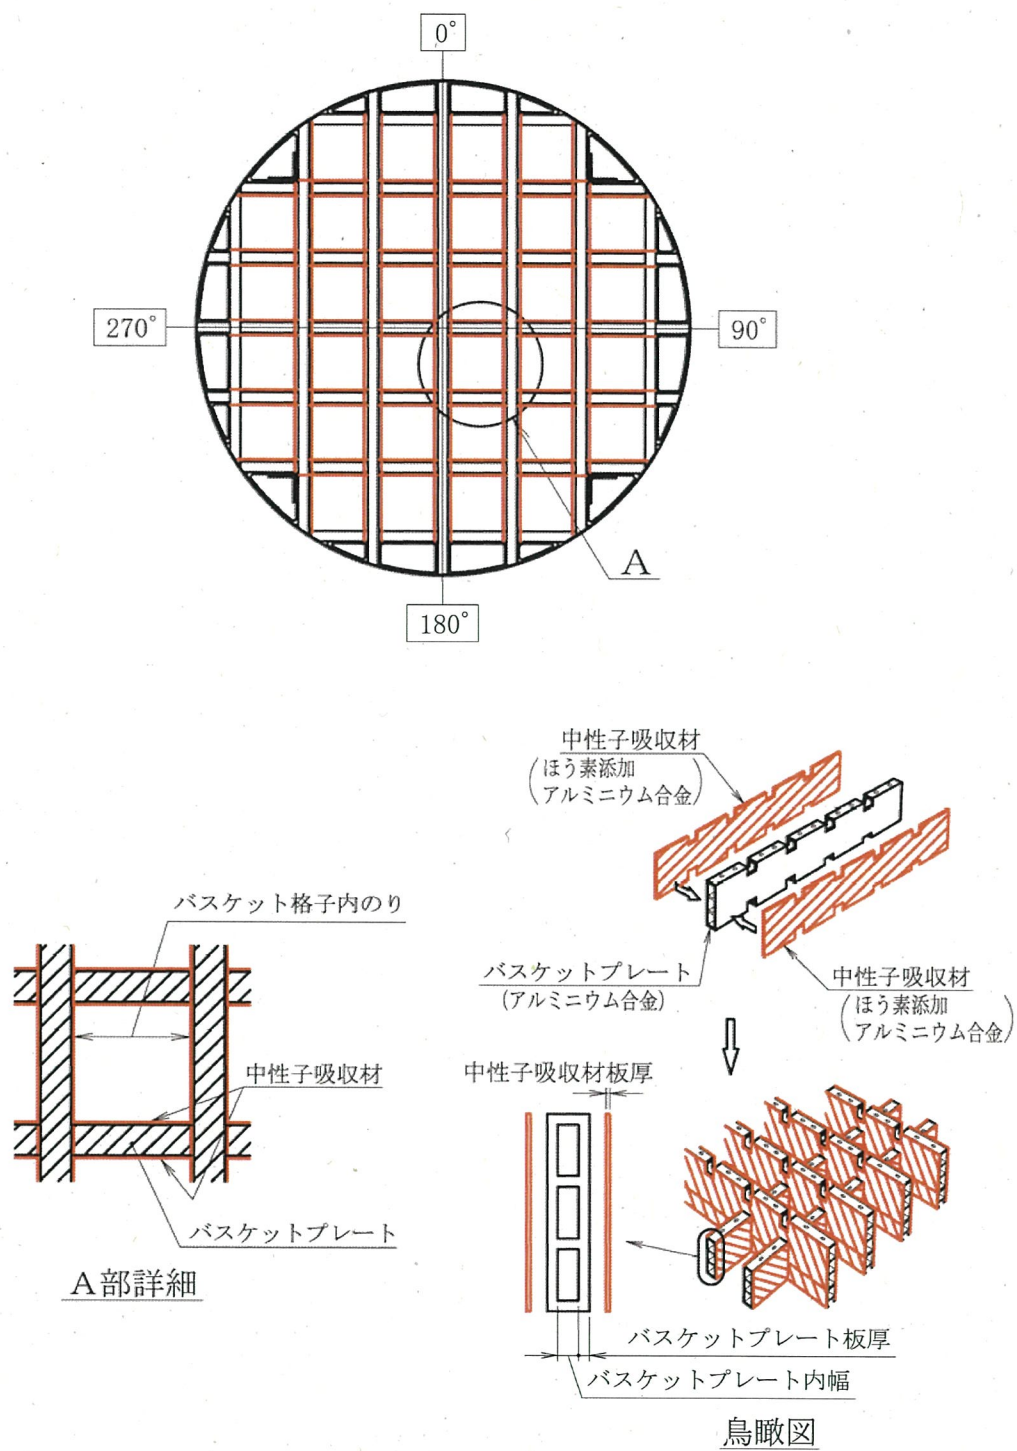 0°
270°
90°
A
180°
中性子吸収材
(ほう素添加
アルミニウム合金)
バスケット格子内のり
バスケットプレート
(アルミニウム合金)
中性子吸収材
(ほう素添加
アルミニウム合金)
中性子吸収材板厚
中性子吸収材
バスケットプレート
A部詳細
バスケットプレート板厚
バスケットプレート内幅
鳥瞰図